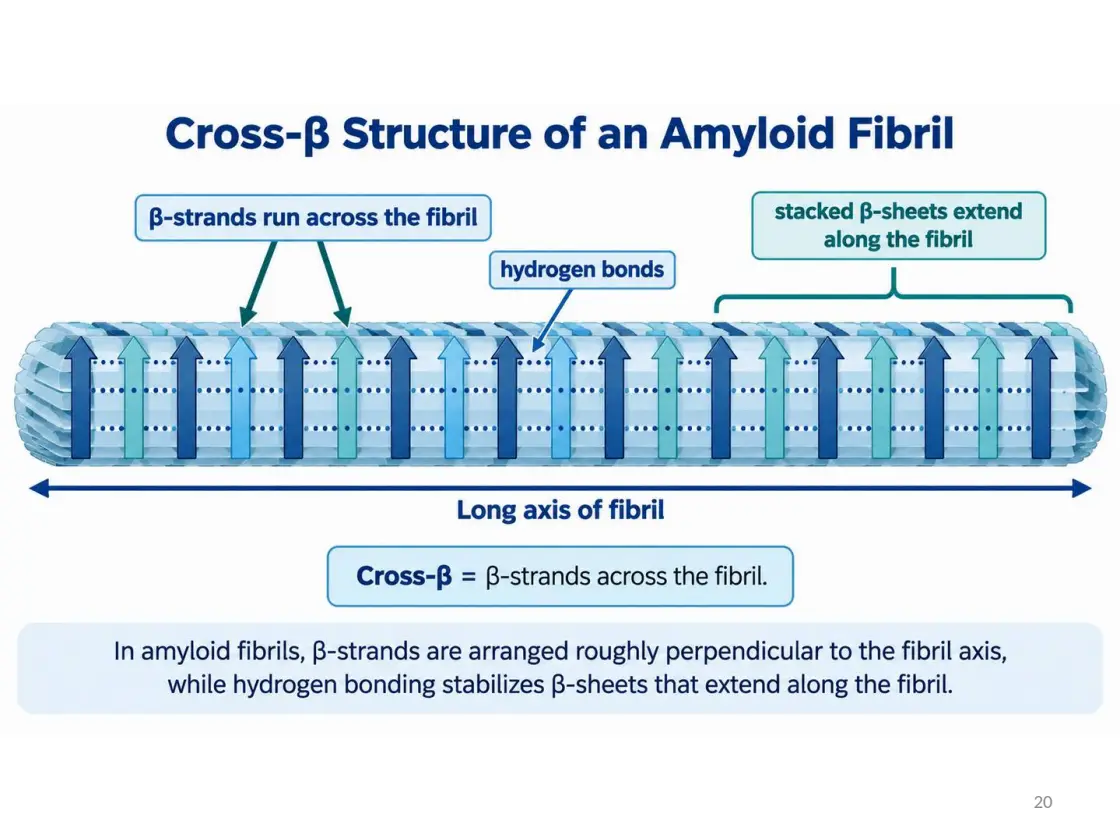 Cross-β Structure of an Amyloid Fibril
β-strands run across the fibril
stacked β-sheets extend
along the fibril
hydrogen bonds
Long axis of fibril
Cross-β = β-strands across the fibril.
In amyloid fibrils, β-strands are arranged roughly perpendicular to the fibril axis,
while hydrogen bonding stabilizes β-sheets that extend along the fibril.
20